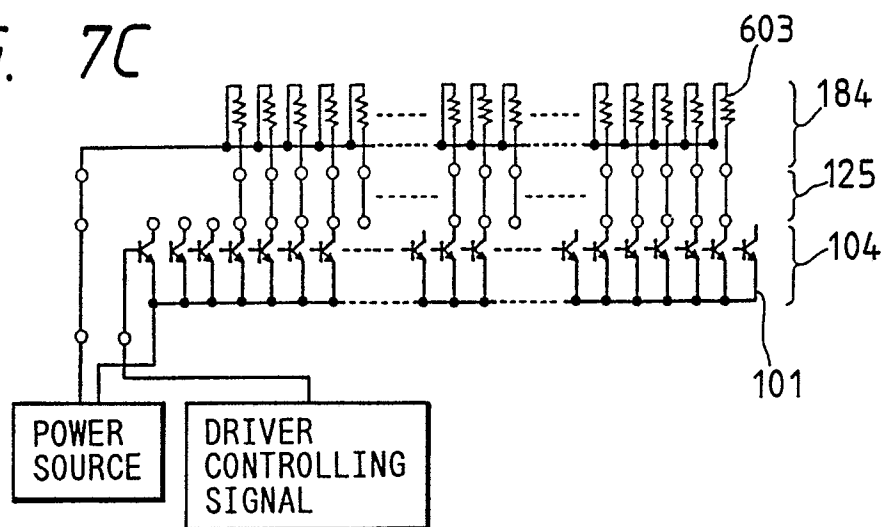 7C
603
184
125
104
101
POWER
SOURCE
DRIVER
CONTROLLING
SIGNAL